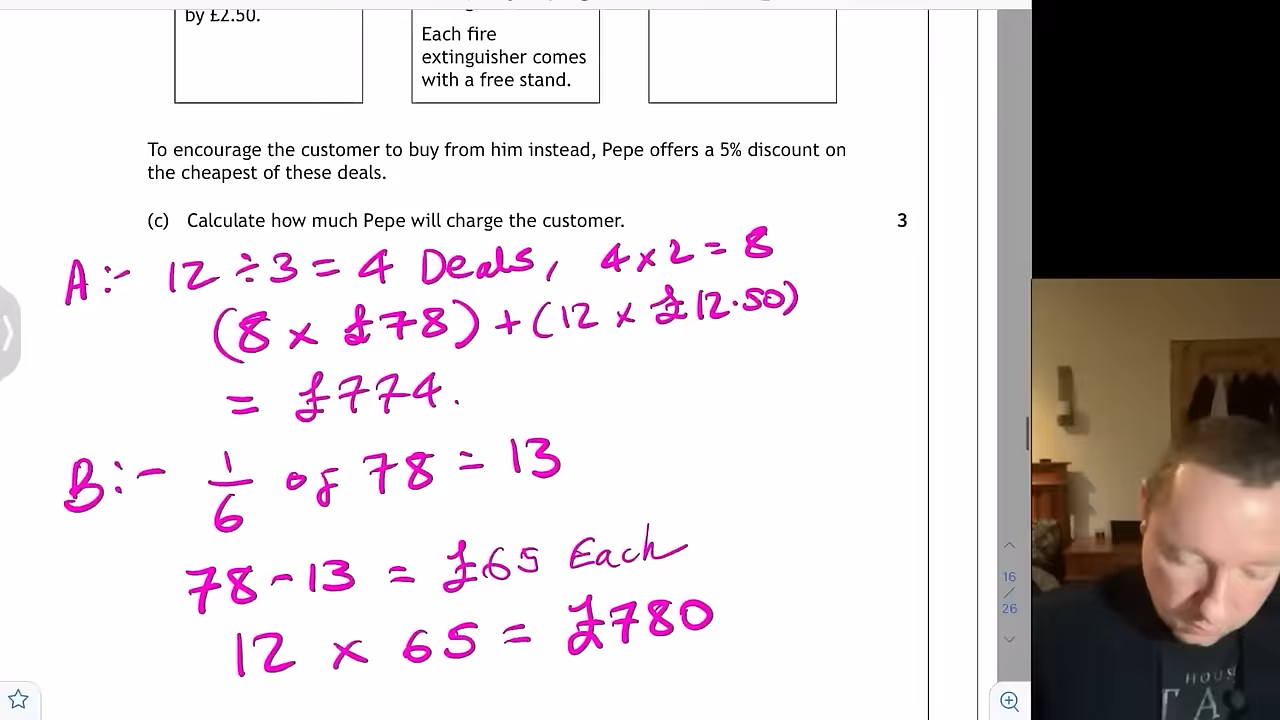 by £2.50.
Each fire
extinguisher comes
with a free stand.
To encourage the customer to buy from him instead, Pepe offers a 5% discount on
the cheapest of these deals.
(c) Calculate how much Pepe will charge the customer. 3
A:- 12 ÷ 3 = 4 Deals, 4 x 2 = 8
(8 x £78) + (12 x £12.50)
= £774.
B:- 1/6 of 78 = 13
78 - 13 = £65 Each
12 x 65 = £780
16
/
26
HOUS